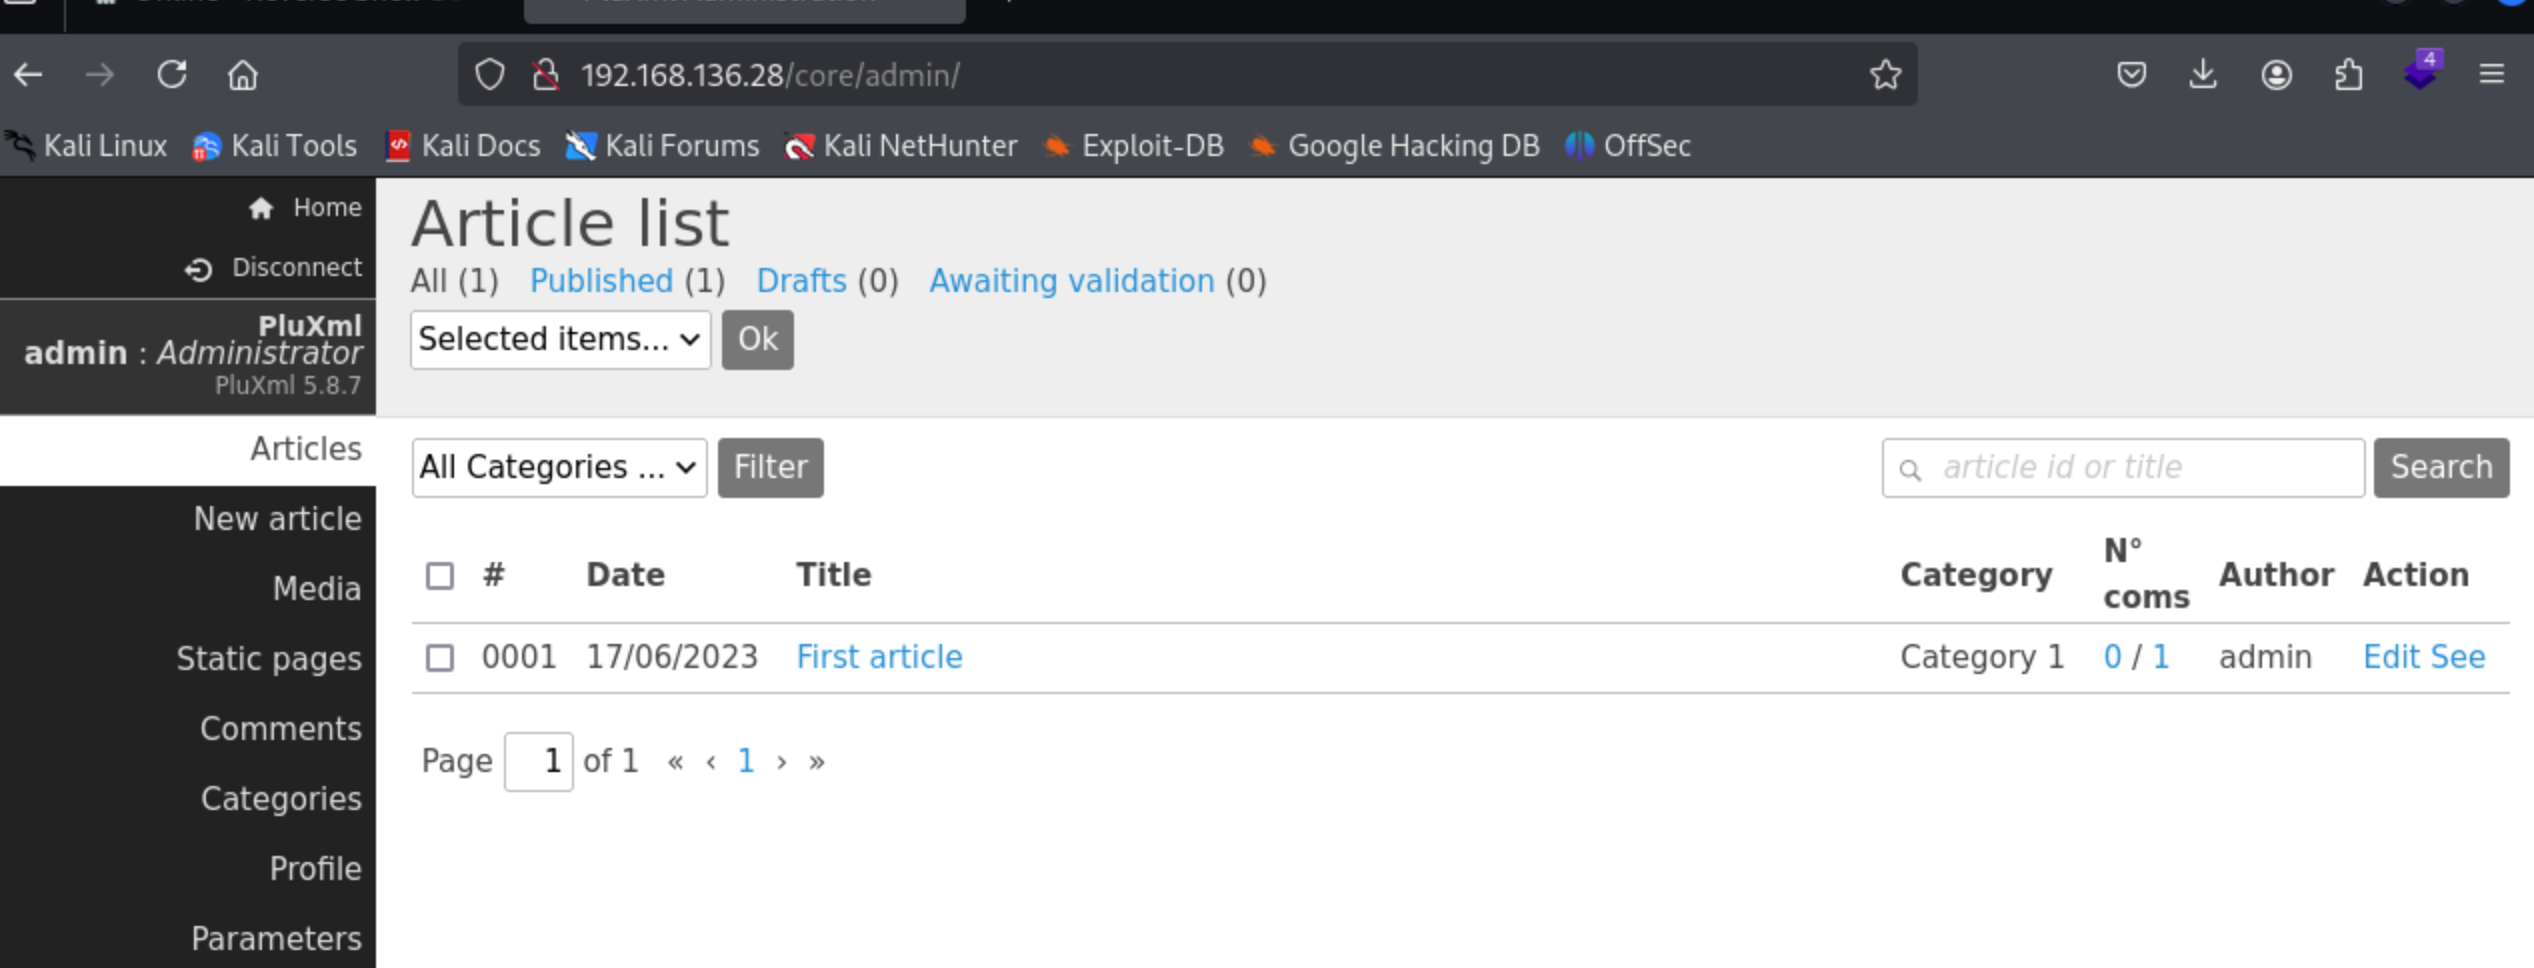 192.168.136.28/core/admin/
4
Kali Linux Kali Tools Kali Docs Kali Forums Kali NetHunter Exploit-DB Google Hacking DB OffSec
Home
Disconnect
PluXml
admin : Administrator
PluXml 5.8.7
Articles
New article
Media
Static pages
Comments
Categories
Profile
Parameters
Article list
All (1) Published (1) Drafts (0) Awaiting validation (0)
Selected items... Ok
All Categories ... Filter article id or title Search
# Date Title Category N° coms Author Action
0001 17/06/2023 First article Category 1 0 / 1 admin Edit See
Page 1 of 1 « ‹ 1 › »